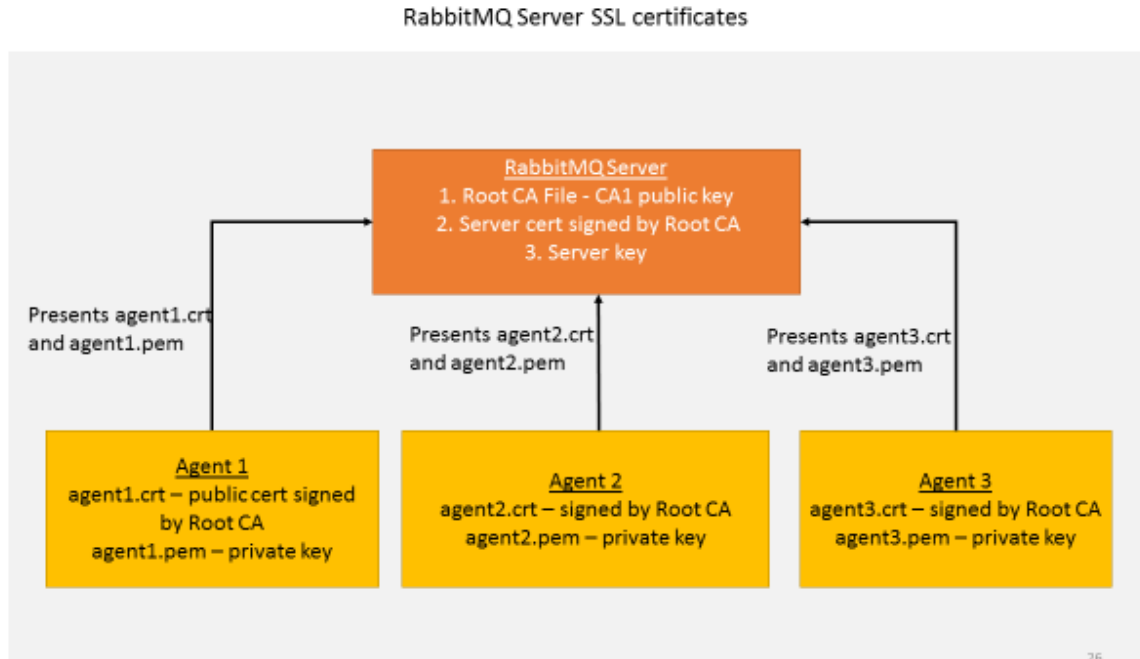 RabbitMQ Server SSL certificates
RabbitMQ Server
1. Root CA File - CA1 public key
2. Server cert signed by Root CA
3. Server key
Presents agent1.crt
and agent1.pem
Presents agent2.crt
and agent2.pem
Presents agent3.crt
and agent3.pem
Agent 1
agent1.crt – public cert signed
by Root CA
agent1.pem – private key
Agent 2
agent2.crt – signed by Root CA
agent2.pem – private key
Agent 3
agent3.crt – signed by Root CA
agent3.pem – private key
26